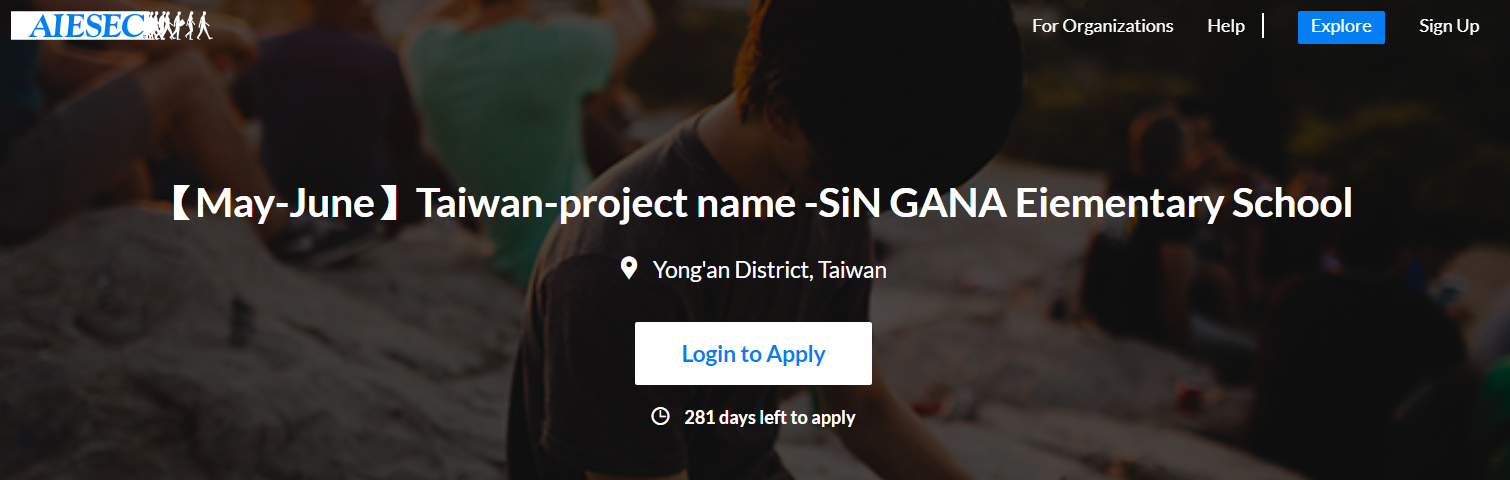 AIESEC
For Organizations Help Explore Sign Up
【May-June】Taiwan-project name -SiN GANA Eiementary School
Yong'an District, Taiwan
Login to Apply
281 days left to apply